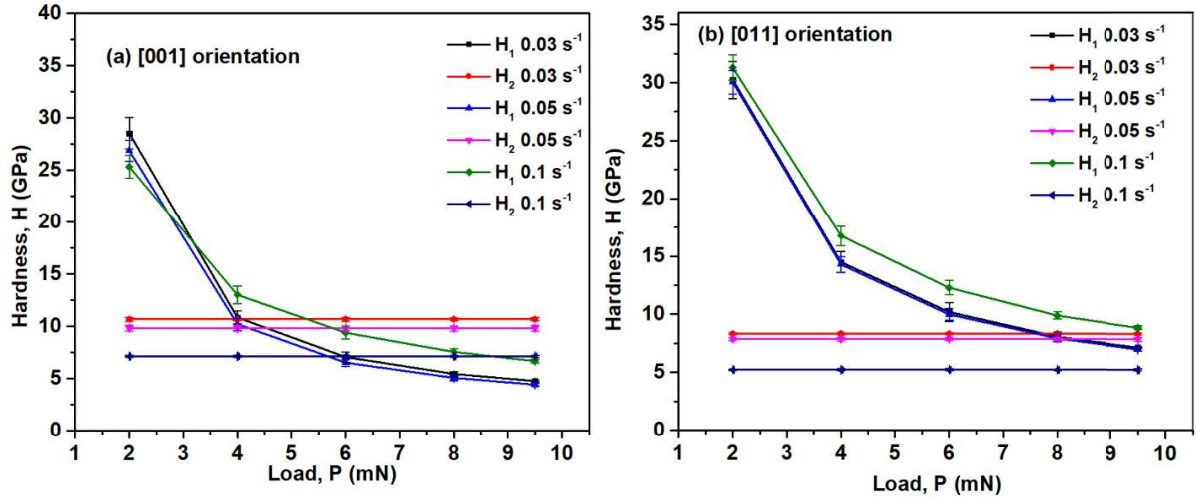 (a) [001] orientation
H₁ 0.03 s⁻¹
H₂ 0.03 s⁻¹
H₁ 0.05 s⁻¹
H₂ 0.05 s⁻¹
H₁ 0.1 s⁻¹
H₂ 0.1 s⁻¹
Hardness, H (GPa)
40
35
30
25
20
15
10
5
0
1 2 3 4 5 6 7 8 9 10
Load, P (mN)
(b) [011] orientation
H₁ 0.03 s⁻¹
H₂ 0.03 s⁻¹
H₁ 0.05 s⁻¹
H₂ 0.05 s⁻¹
H₁ 0.1 s⁻¹
H₂ 0.1 s⁻¹
Hardness, H (GPa)
35
30
25
20
15
10
5
0
1 2 3 4 5 6 7 8 9 10
Load, P (mN)